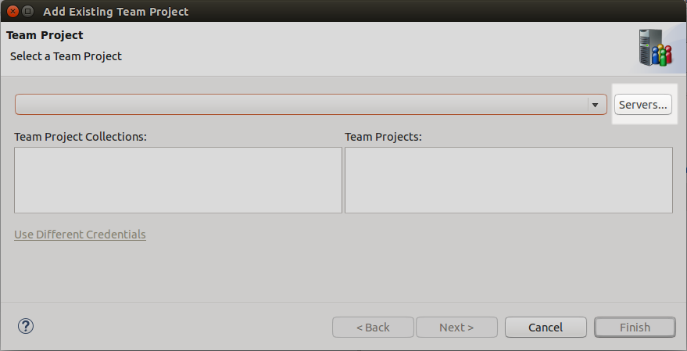 Add Existing Team Project
Team Project
Select a Team Project
Servers...
Team Project Collections:
Team Projects:
Use Different Credentials
?
< Back
Next >
Cancel
Finish